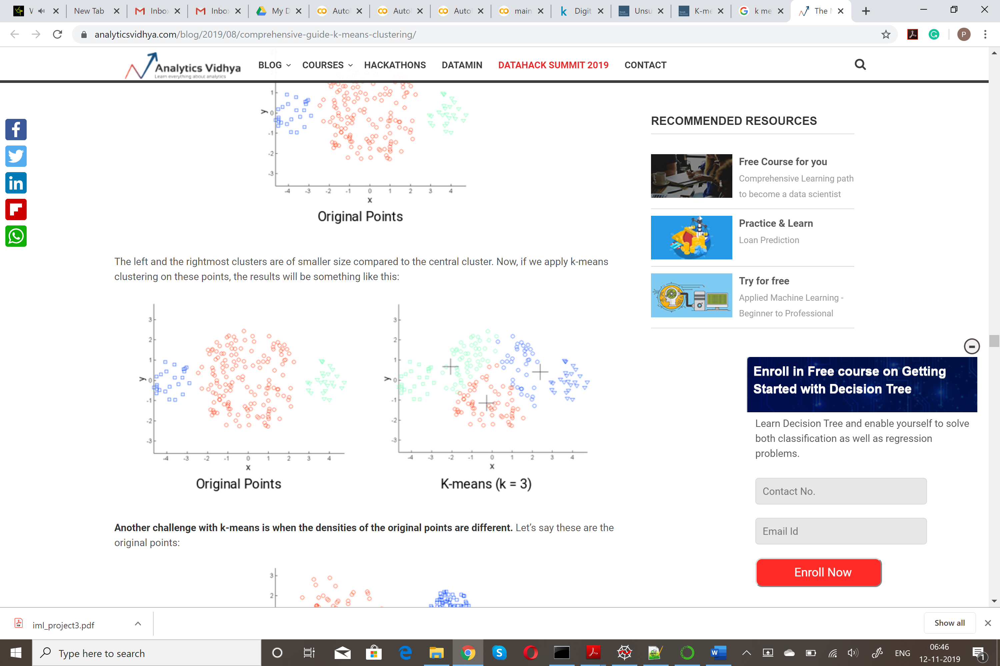 New Tab
Inbo
Inbo
My D
Auto
Auto
Auto
main
Digit
Unsu
K-me
k me
The
analyticsvidhya.com/blog/2019/08/comprehensive-guide-k-means-clustering/
P
Analytics Vidhya
Learn everything about analytics
BLOG
COURSES
HACKATHONS
DATAMIN
DATAHACK SUMMIT 2019
CONTACT
1
y 0
-1
-2
-3
-4 -3 -2 -1 0 1 2 3 4
x
Original Points
The left and the rightmost clusters are of smaller size compared to the central cluster. Now, if we apply k-means
clustering on these points, the results will be something like this:
3
2
1
y 0
-1
-2
-3
-4 -3 -2 -1 0 1 2 3 4
x
Original Points
3
2
1
y 0
-1
-2
-3
-4 -3 -2 -1 0 1 2 3 4
x
K-means (k = 3)
Another challenge with k-means is when the densities of the original points are different. Let’s say these are the
original points:
3
2
RECOMMENDED RESOURCES
Free Course for you
Comprehensive Learning path
to become a data scientist
Practice & Learn
Loan Prediction
Try for free
Applied Machine Learning -
Beginner to Professional
Enroll in Free course on Getting
Started with Decision Tree
Learn Decision Tree and enable yourself to solve
both classification as well as regression
problems.
Contact No.
Email Id
Enroll Now
iml_project3.pdf
Show all
Type here to search
ENG
06:46
12-11-2019
1